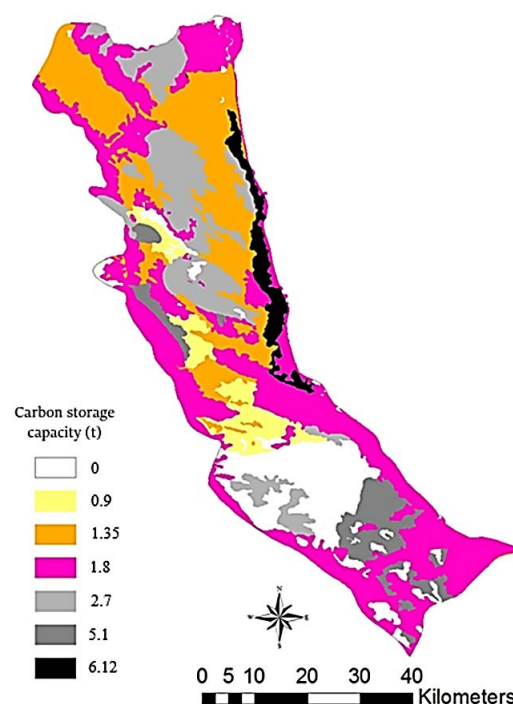 Carbon storage
capacity (t)
0
0.9
1.35
1.8
2.7
5.1
6.12
N
W E
S
0 5 10 20 30 40
Kilometers